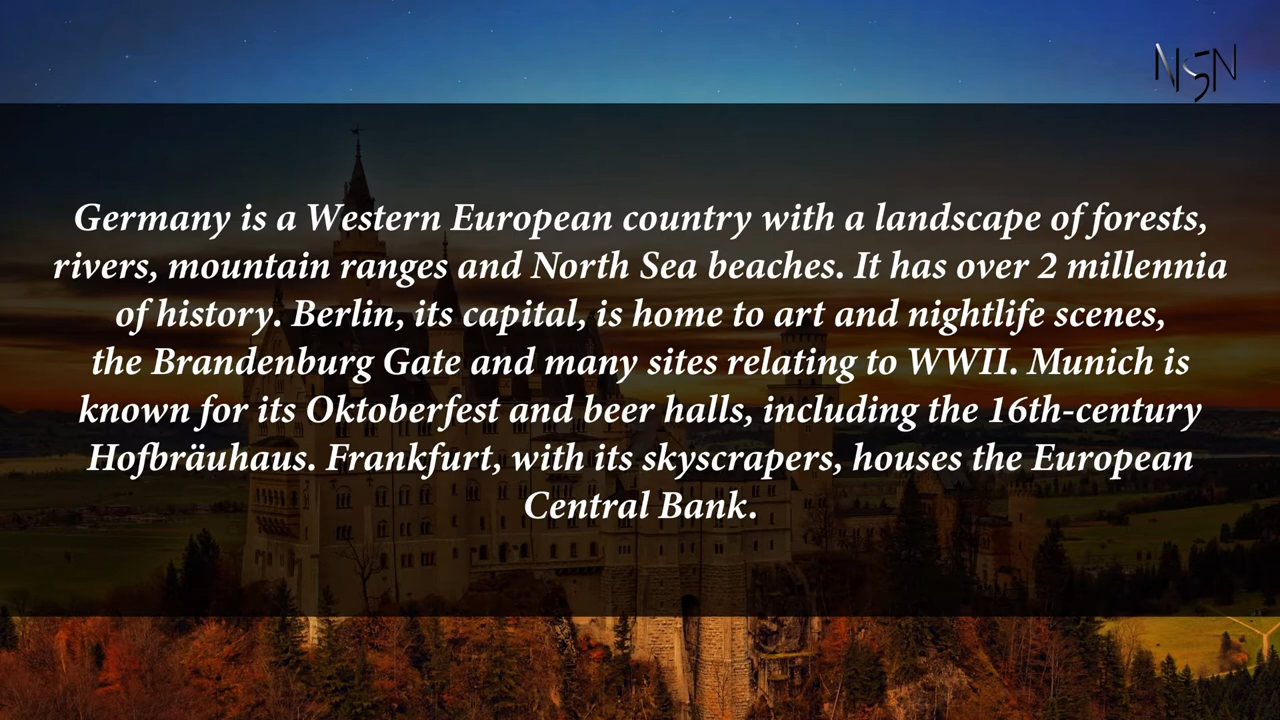 NSN
Germany is a Western European country with a landscape of forests,
rivers, mountain ranges and North Sea beaches. It has over 2 millennia
of history. Berlin, its capital, is home to art and nightlife scenes,
the Brandenburg Gate and many sites relating to WWII. Munich is
known for its Oktoberfest and beer halls, including the 16th-century
Hofbräuhaus. Frankfurt, with its skyscrapers, houses the European
Central Bank.